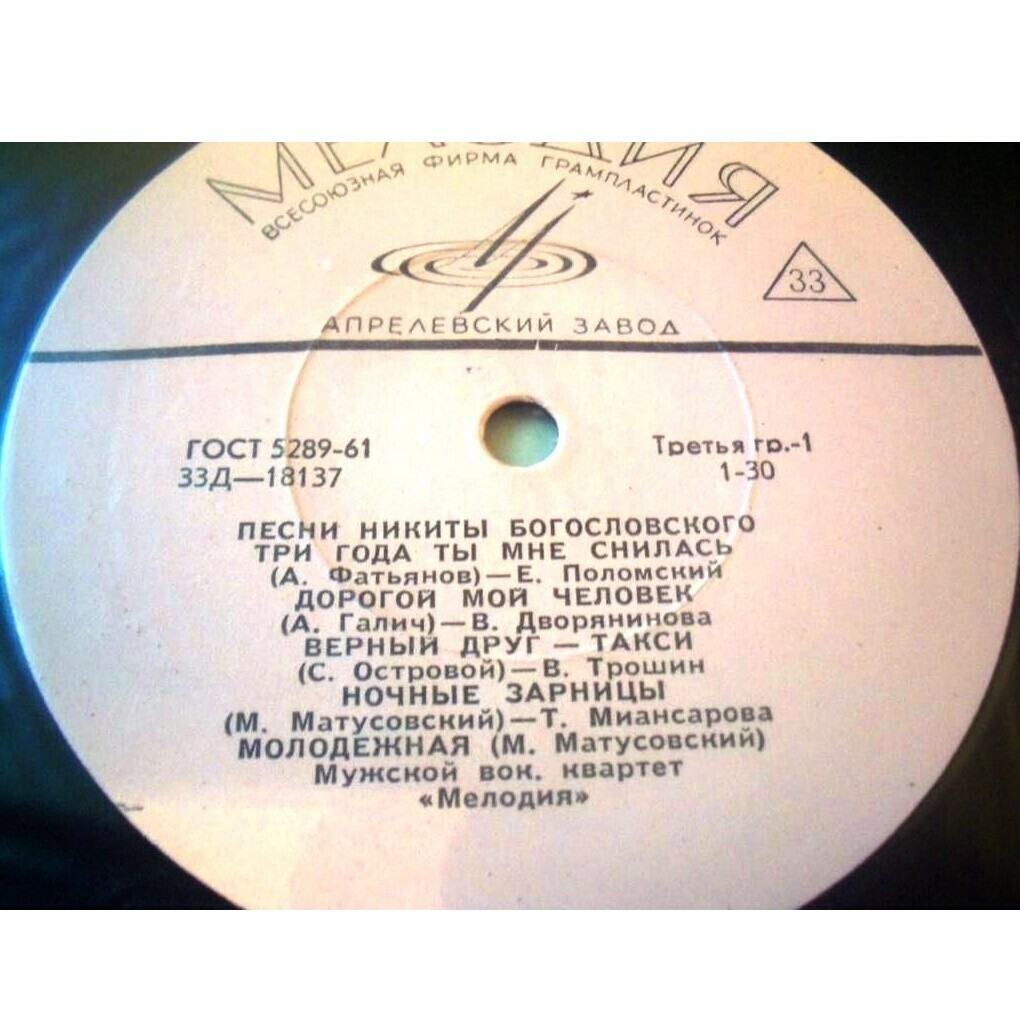 МЕЛОДИЯ
ВСЕСОЮЗНАЯ ФИРМА ГРАМПЛАСТИНОК
33
АПРЕЛЕВСКИЙ ЗАВОД
ГОСТ 5289-61 Третья гр.-1
33Д—18137 1-30
ПЕСНИ НИКИТЫ БОГОСЛОВСКОГО
ТРИ ГОДА ТЫ МНЕ СНИЛАСЬ
(А. Фатьянов)—Е. Поломский
ДОРОГОЙ МОЙ ЧЕЛОВЕК
(А. Галич)—В. Дворянинова
ВЕРНЫЙ ДРУГ — ТАКСИ
(С. Островой)—В. Трошин
НОЧНЫЕ ЗАРНИЦЫ
(М. Матусовский)—Т. Миансарова
МОЛОДЕЖНАЯ (М. Матусовский)
Мужской вок. квартет
«Мелодия»